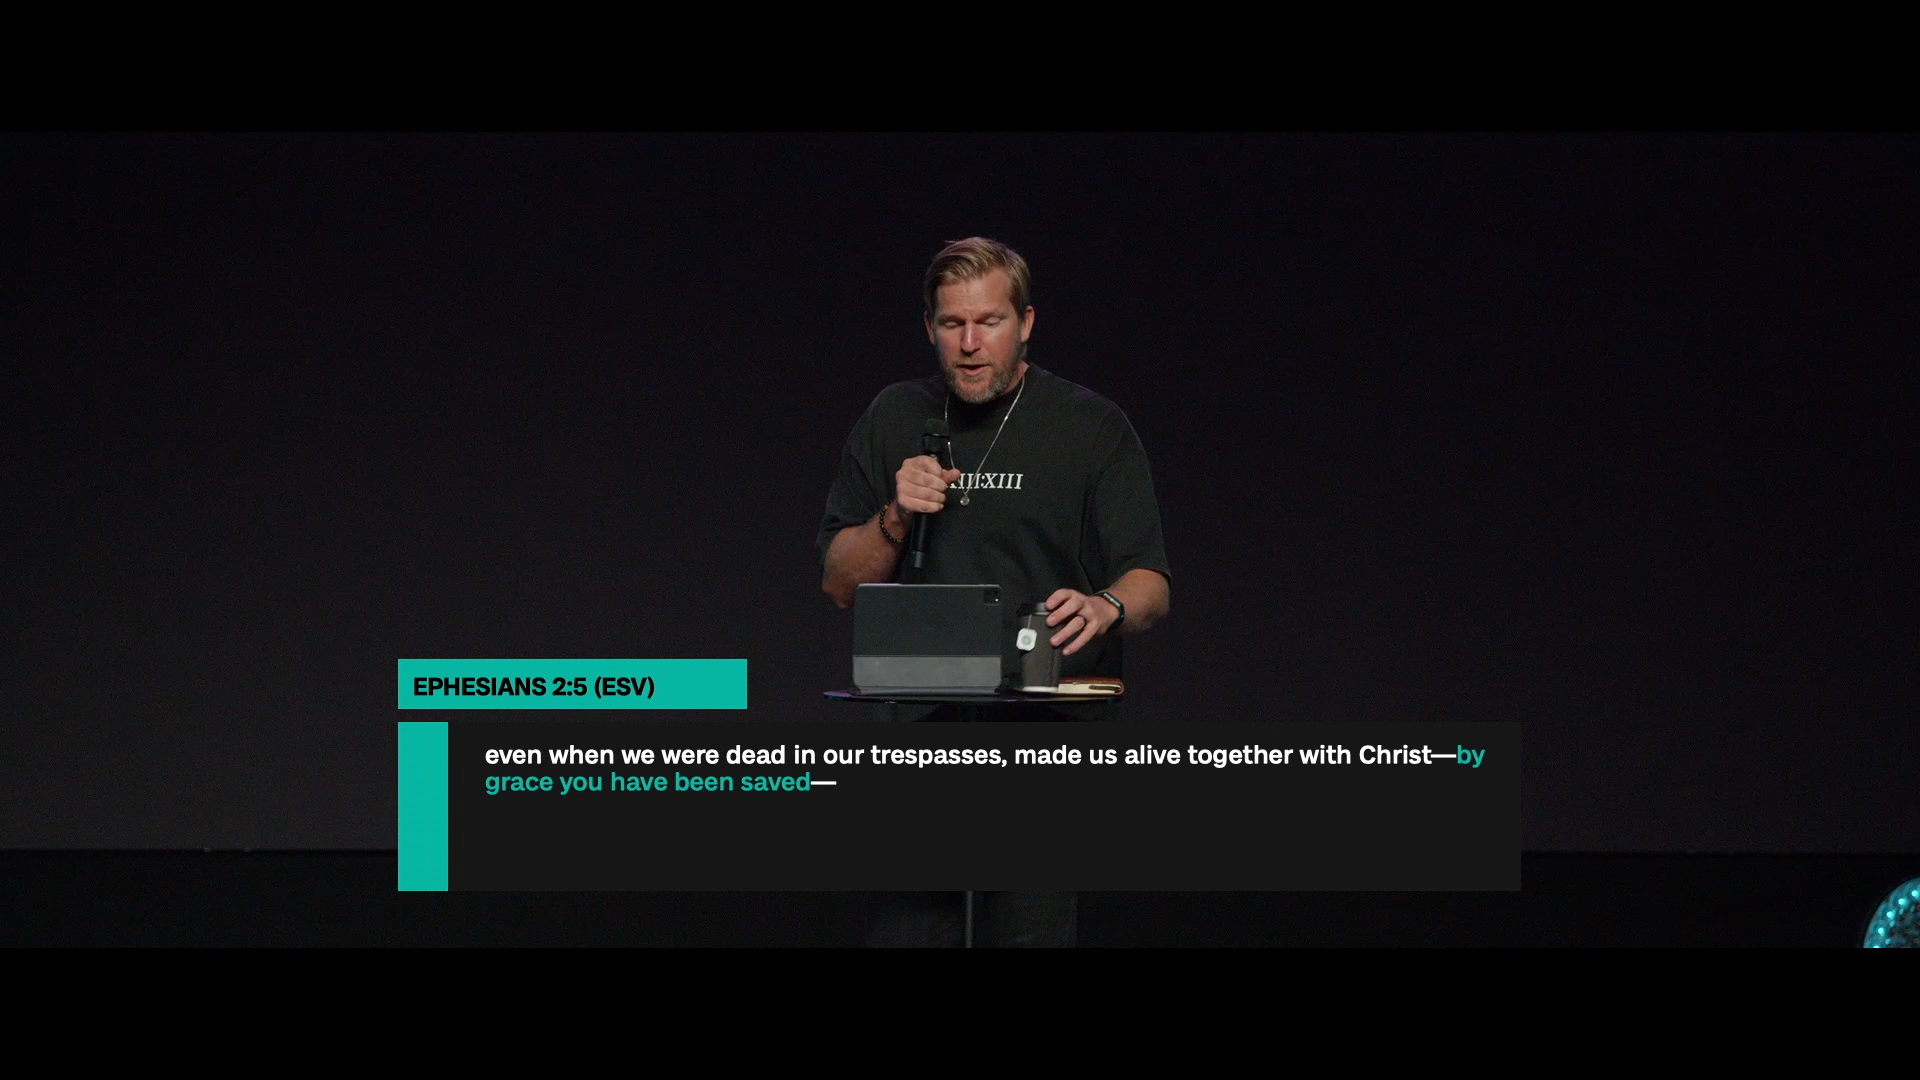 EPHESIANS 2:5 (ESV)
even when we were dead in our trespasses, made us alive together with Christ—by
grace you have been saved—